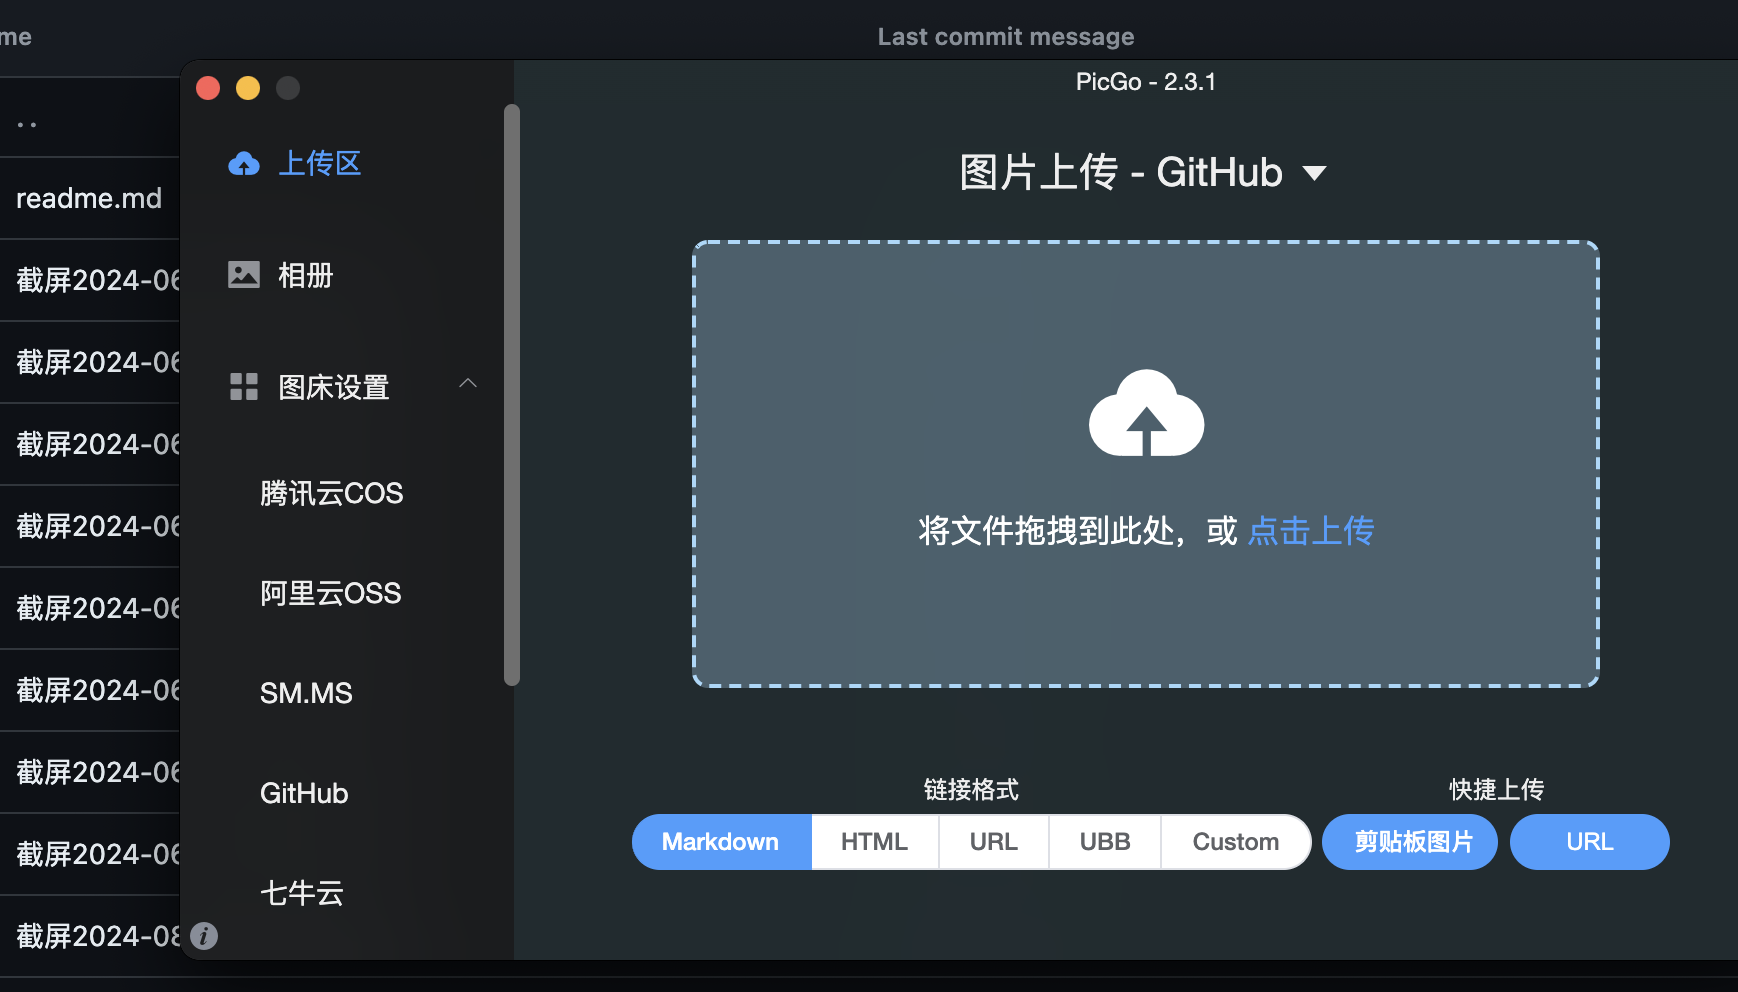 me
Last commit message
..
readme.md
截屏2024-06
截屏2024-06
截屏2024-06
截屏2024-06
截屏2024-06
截屏2024-06
截屏2024-06
截屏2024-06
截屏2024-08
PicGo - 2.3.1
上传区
相册
图床设置
腾讯云COS
阿里云OSS
SM.MS
GitHub
七牛云
图片上传 - GitHub
将文件拖拽到此处，或 点击上传
链接格式
Markdown HTML URL UBB Custom
快捷上传
剪贴板图片 URL